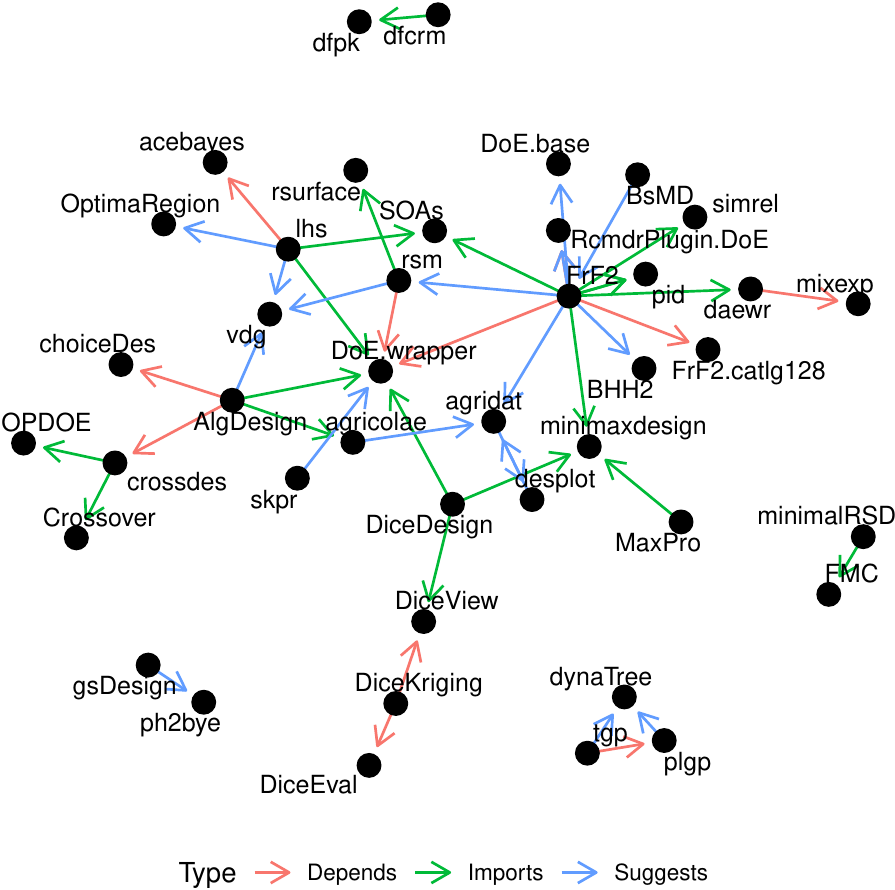 dfpk
dfcrm
acebayes
DoE.base
rsurface
BsMD
OptimaRegion
SOAs
simrel
lhs
RcmdrPlugin.DoE
rsm
FrF2
pid
mixexp
daewr
vdg
choiceDes
DoE.wrapper
FrF2.catlg128
BHH2
agridat
OPDOE
AlgDesign
agricolae
minimaxdesign
crossdes
desplot
skpr
Crossover
DiceDesign
MaxPro
minimalRSD
FMC
DiceView
gsDesign
DiceKriging
dynaTree
ph2bye
tgp
plgp
DiceEval
Type Depends Imports Suggests